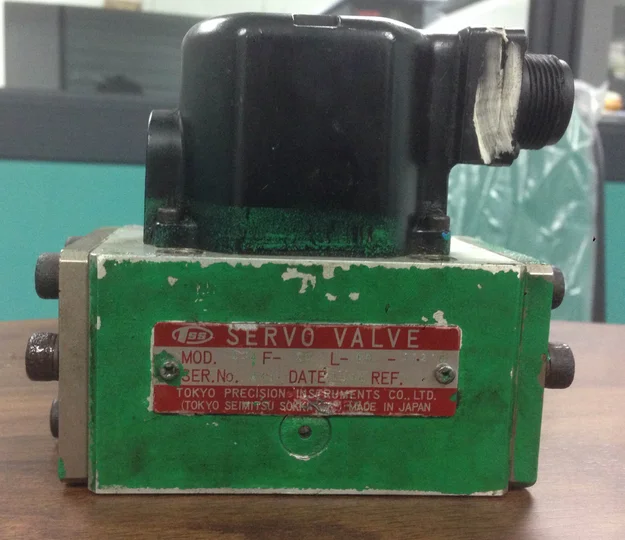 TSS SERVO VALVE
MOD. F- L- -
SER.No. DATE REF.
TOKYO PRECISION INSTRUMENTS CO.,LTD.
(TOKYO SEIMITSU SOKKI MADE IN JAPAN